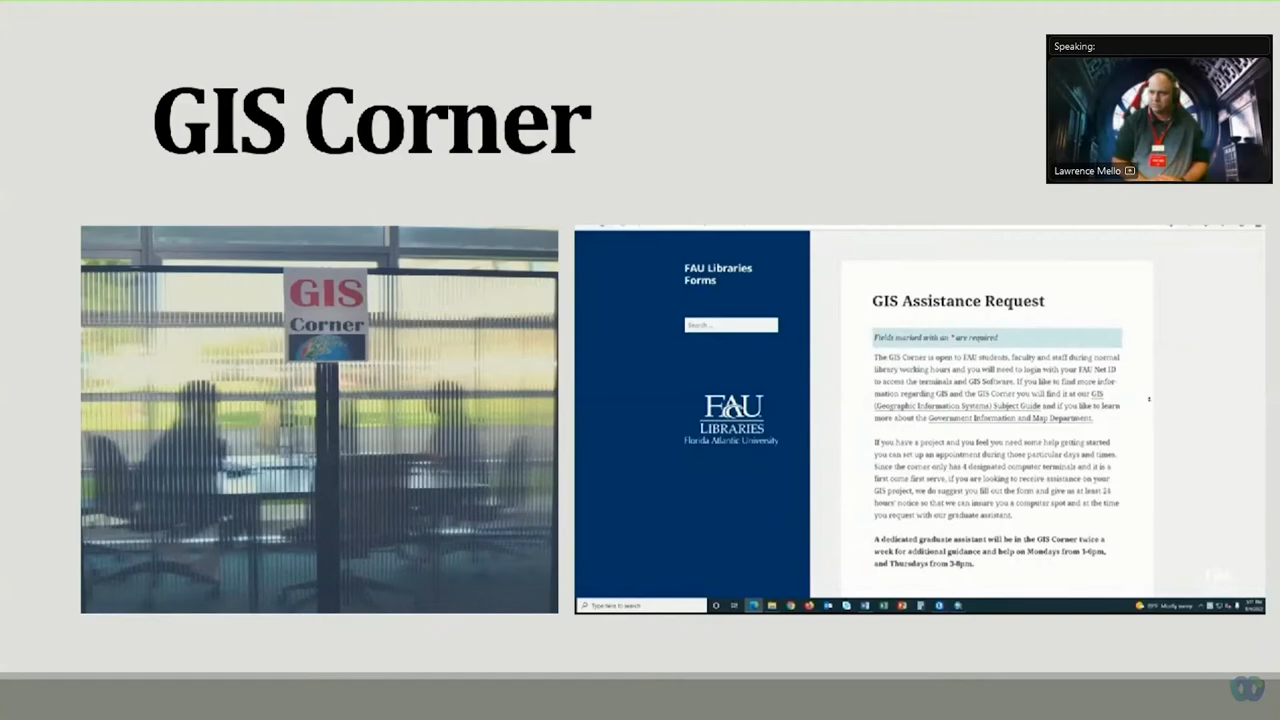 GIS Corner
Speaking:
Lawrence Mello
GIS
Corner
FAU Libraries
Forms
Search ...
FAU
LIBRARIES
Florida Atlantic University
GIS Assistance Request
Fields marked with an * are required
The GIS Corner is open to FAU students, faculty and staff during normal
library working hours and you will need to login with your FAU Net ID
to access the terminals and GIS Software. If you like to find more infor-
mation regarding GIS and the GIS Corner you will find it at our GIS
(Geographic Information Systems) Subject Guide and if you like to learn
more about the Government Information and Map Department.
If you have a project and you feel you need some help getting started
you can set up an appointment during those particular days and times.
Since the corner only has 4 designated computer terminals and it is a
first come first serve, if you are looking to receive assistance on your
GIS project, we do suggest you fill out the form and give us at least 24
hours' notice so that we can insure you a computer spot and at the time
you request with our graduate assistant.
A dedicated graduate assistant will be in the GIS Corner twice a
week for additional guidance and help on Mondays from 1-6pm,
and Thursdays from 3-8pm.
Type here to search
Mostly sunny